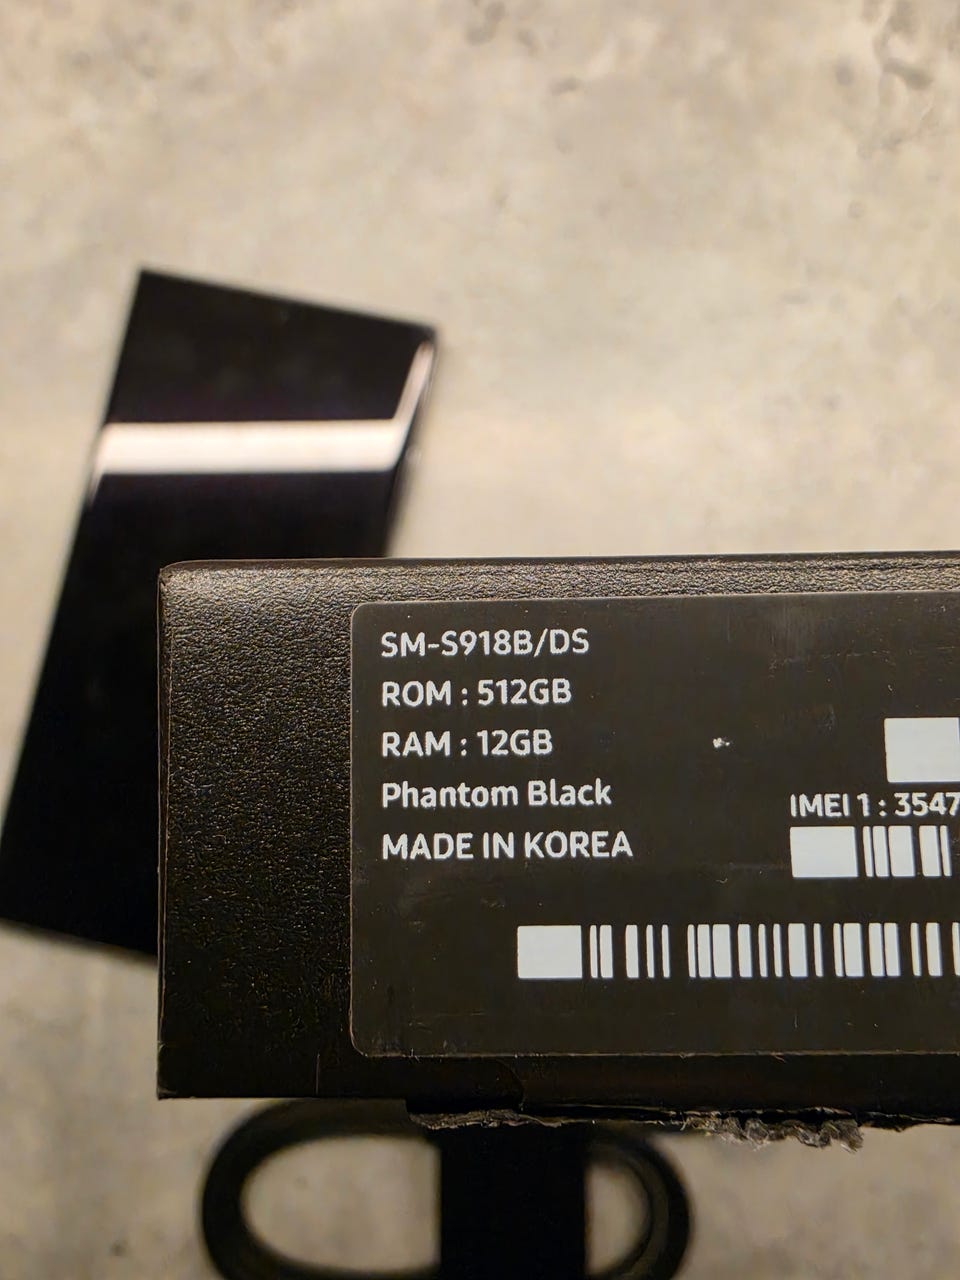 SM-S918B/DS
ROM : 512GB
RAM : 12GB
Phantom Black
MADE IN KOREA
IMEI 1 : 3547